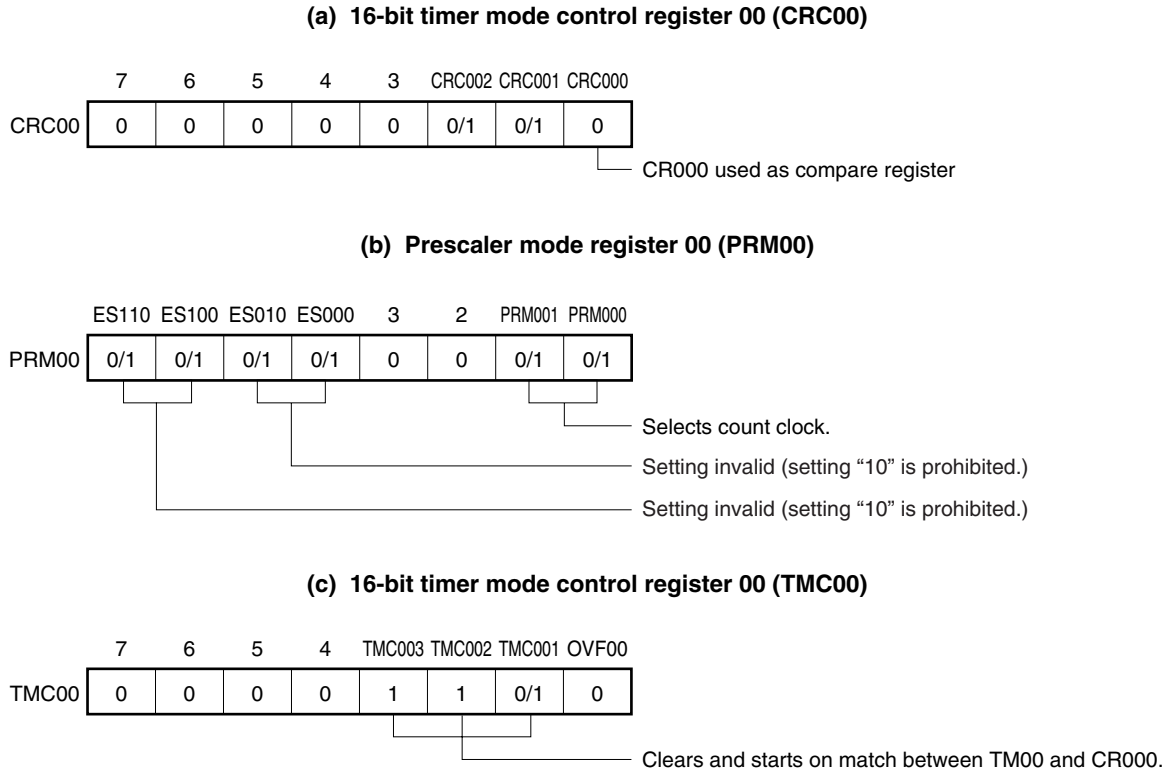 (a) 16-bit timer mode control register 00 (CRC00)
7 6 5 4 3 CRC002 CRC001 CRC000
CRC00 0 0 0 0 0 0/1 0/1 0
CR000 used as compare register
(b) Prescaler mode register 00 (PRM00)
ES110 ES100 ES010 ES000 3 2 PRM001 PRM000
PRM00 0/1 0/1 0/1 0/1 0 0 0/1 0/1
Selects count clock.
Setting invalid (setting “10” is prohibited.)
Setting invalid (setting “10” is prohibited.)
(c) 16-bit timer mode control register 00 (TMC00)
7 6 5 4 TMC003 TMC002 TMC001 OVF00
TMC00 0 0 0 0 1 1 0/1 0
Clears and starts on match between TM00 and CR000.